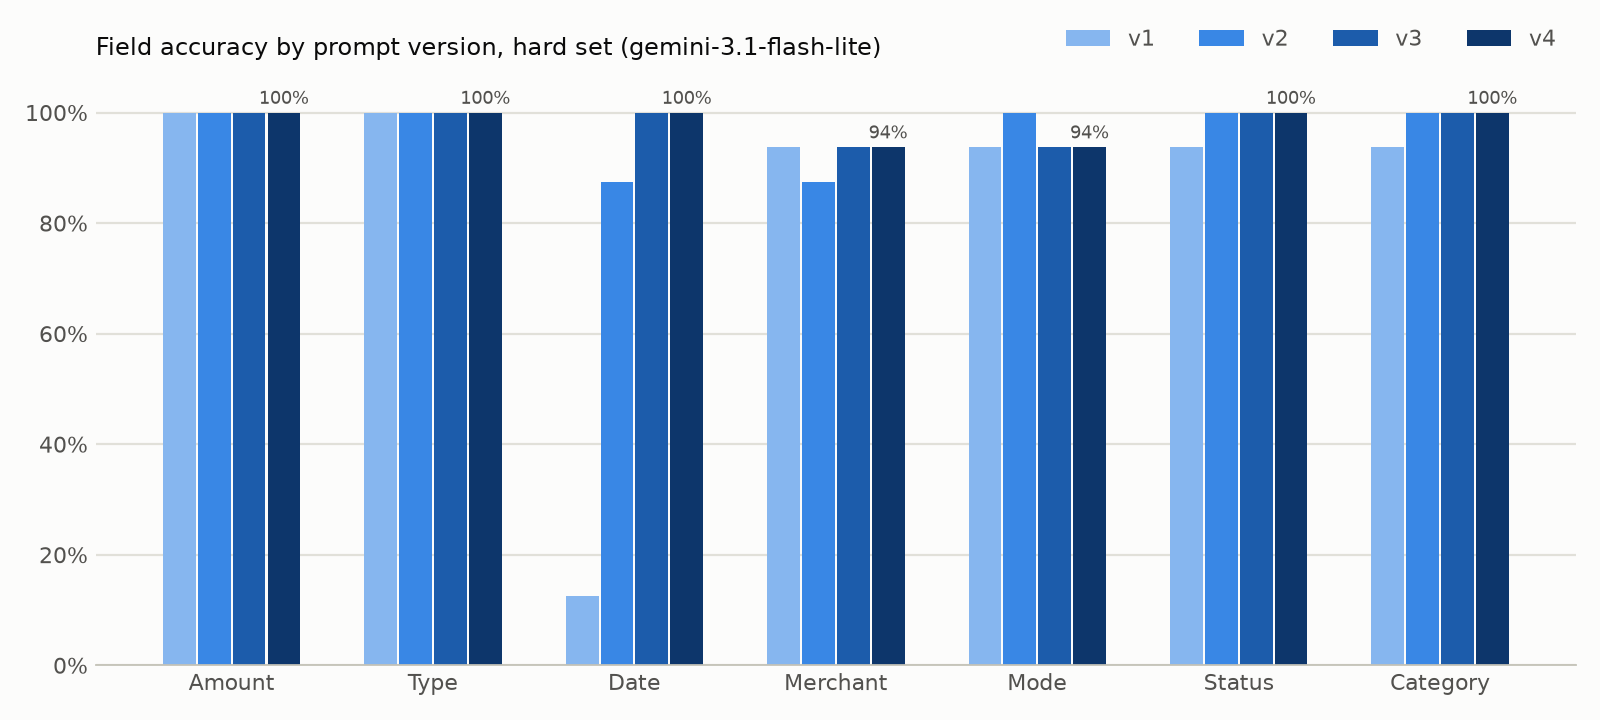 Field accuracy by prompt version, hard set (gemini-3.1-flash-lite)
v1 v2 v3 v4
100% 100% 100% 94% 94% 100% 100%
100%
80%
60%
40%
20%
0%
Amount Type Date Merchant Mode Status Category